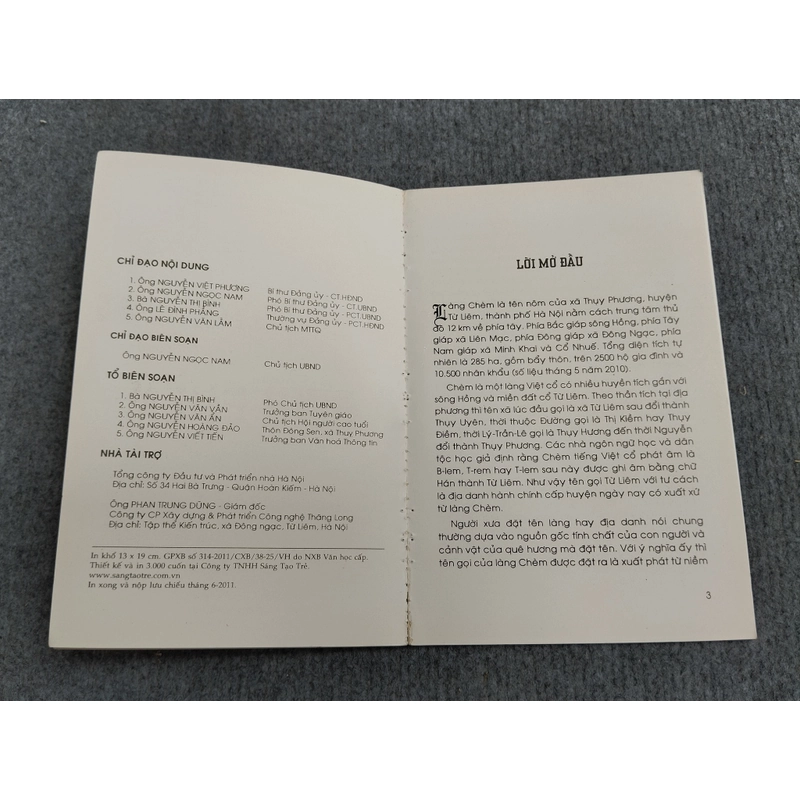 CHỈ ĐẠO NỘI DUNG
1. Ông NGUYỄN VIỆT PHƯƠNG Bí thư Đảng ủy - CT.HĐND
2. Ông NGUYỄN NGỌC NAM Phó Bí thư Đảng ủy - CT.UBND
3. Bà NGUYỄN THỊ BÌNH Phó Bí thư Đảng ủy - PCT.UBND
4. Ông LÊ ĐÌNH PHẲNG Thường vụ Đảng ủy - PCT.HĐND
5. Ông NGUYỄN VĂN LÂM Chủ tịch MTTQ
CHỈ ĐẠO BIÊN SOẠN
Ông NGUYỄN NGỌC NAM Chủ tịch UBND
TỔ BIÊN SOẠN
1. Bà NGUYỄN THỊ BÌNH Phó Chủ tịch UBND
2. Ông NGUYỄN VĂN VẦN Trưởng ban Tuyên giáo
3. Ông NGUYỄN VĂN ẤN Chủ tịch Hội người cao tuổi
4. Ông NGUYỄN HOÀNG ĐẢO Thôn Đông Sen, xã Thụy Phương
5. Ông NGUYỄN VIẾT TIẾN Trưởng ban Văn hoá Thông tin
NHÀ TÀI TRỢ
Tổng công ty Đầu tư và Phát triển nhà Hà Nội
Địa chỉ: Số 34 Hai Bà Trưng - Quận Hoàn Kiếm - Hà Nội
Ông PHAN TRUNG DŨNG - Giám đốc
Công ty CP Xây dựng & Phát triển Công nghệ Thăng Long
Địa chỉ: Tập thể Kiến trúc, xã Đông ngạc, Từ Liêm, Hà Nội
In khổ 13 x 19 cm. GPXB số 314-2011/CXB/38-25/VH do NXB Văn học cấp.
Thiết kế và in 3.000 cuốn tại Công ty TNHH Sáng Tạo Trẻ.
www.sangtaotre.com.vn
In xong và nộp lưu chiểu tháng 6-2011.
LỜI MỞ ĐẦU
Làng Chèm là tên nôm của xã Thụy Phương, huyện
Từ Liêm, thành phố Hà Nội nằm cách trung tâm thủ
đô 12 km về phía tây. Phía Bắc giáp sông Hồng, phía Tây
giáp xã Liên Mạc, phía Đông giáp xã Đông Ngạc, phía
Nam giáp xã Minh Khai và Cổ Nhuế. Tổng diện tích tự
nhiên là 285 ha, gồm bẩy thôn, trên 2500 hộ gia đình và
10.500 nhân khẩu (số liệu tháng 5 năm 2010).
Chèm là một làng Việt cổ có nhiều huyền tích gắn với
sông Hồng và miền đất cổ Từ Liêm. Theo thần tích tại địa
phương thì tên xã lúc đầu gọi là xã Từ Liêm sau đổi thành
Thụy Uyên, thời thuộc Đường gọi là Thị Kiềm hay Thụy
Điềm, thời Lý-Trần-Lê gọi là Thụy Hương đến thời Nguyễn
đổi thành Thụy Phương. Các nhà ngôn ngữ học và dân
tộc học giả định rằng Chèm tiếng Việt cổ phát âm là
B-lem, T-rem hay T-lem sau này được ghi âm bằng chữ
Hán thành Từ Liêm. Như vậy tên gọi Từ Liêm với tư cách
là địa danh hành chính cấp huyện ngày nay có xuất xứ
từ làng Chèm.
Người xưa đặt tên làng hay địa danh nói chung
thường dựa vào nguồn gốc tính chất của con người và
cảnh vật của quê hương mà đặt tên. Với ý nghĩa ấy thì
tên gọi của làng Chèm được đặt ra là xuất phát từ niềm
3